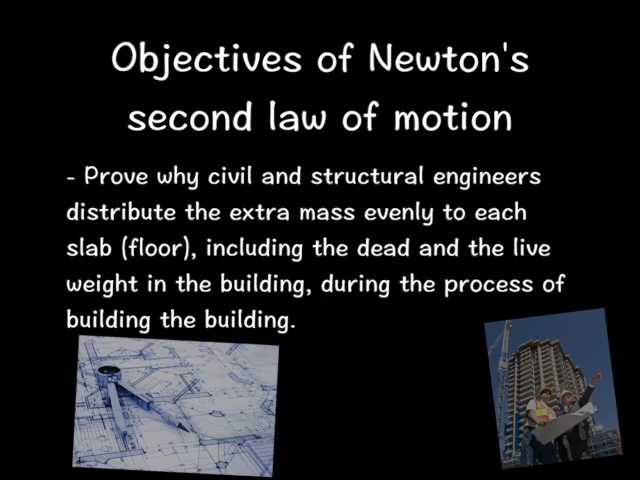 Objectives of Newton's
second law of motion
- Prove why civil and structural engineers
distribute the extra mass evenly to each
slab (floor), including the dead and the live
weight in the building, during the process of
building the building.